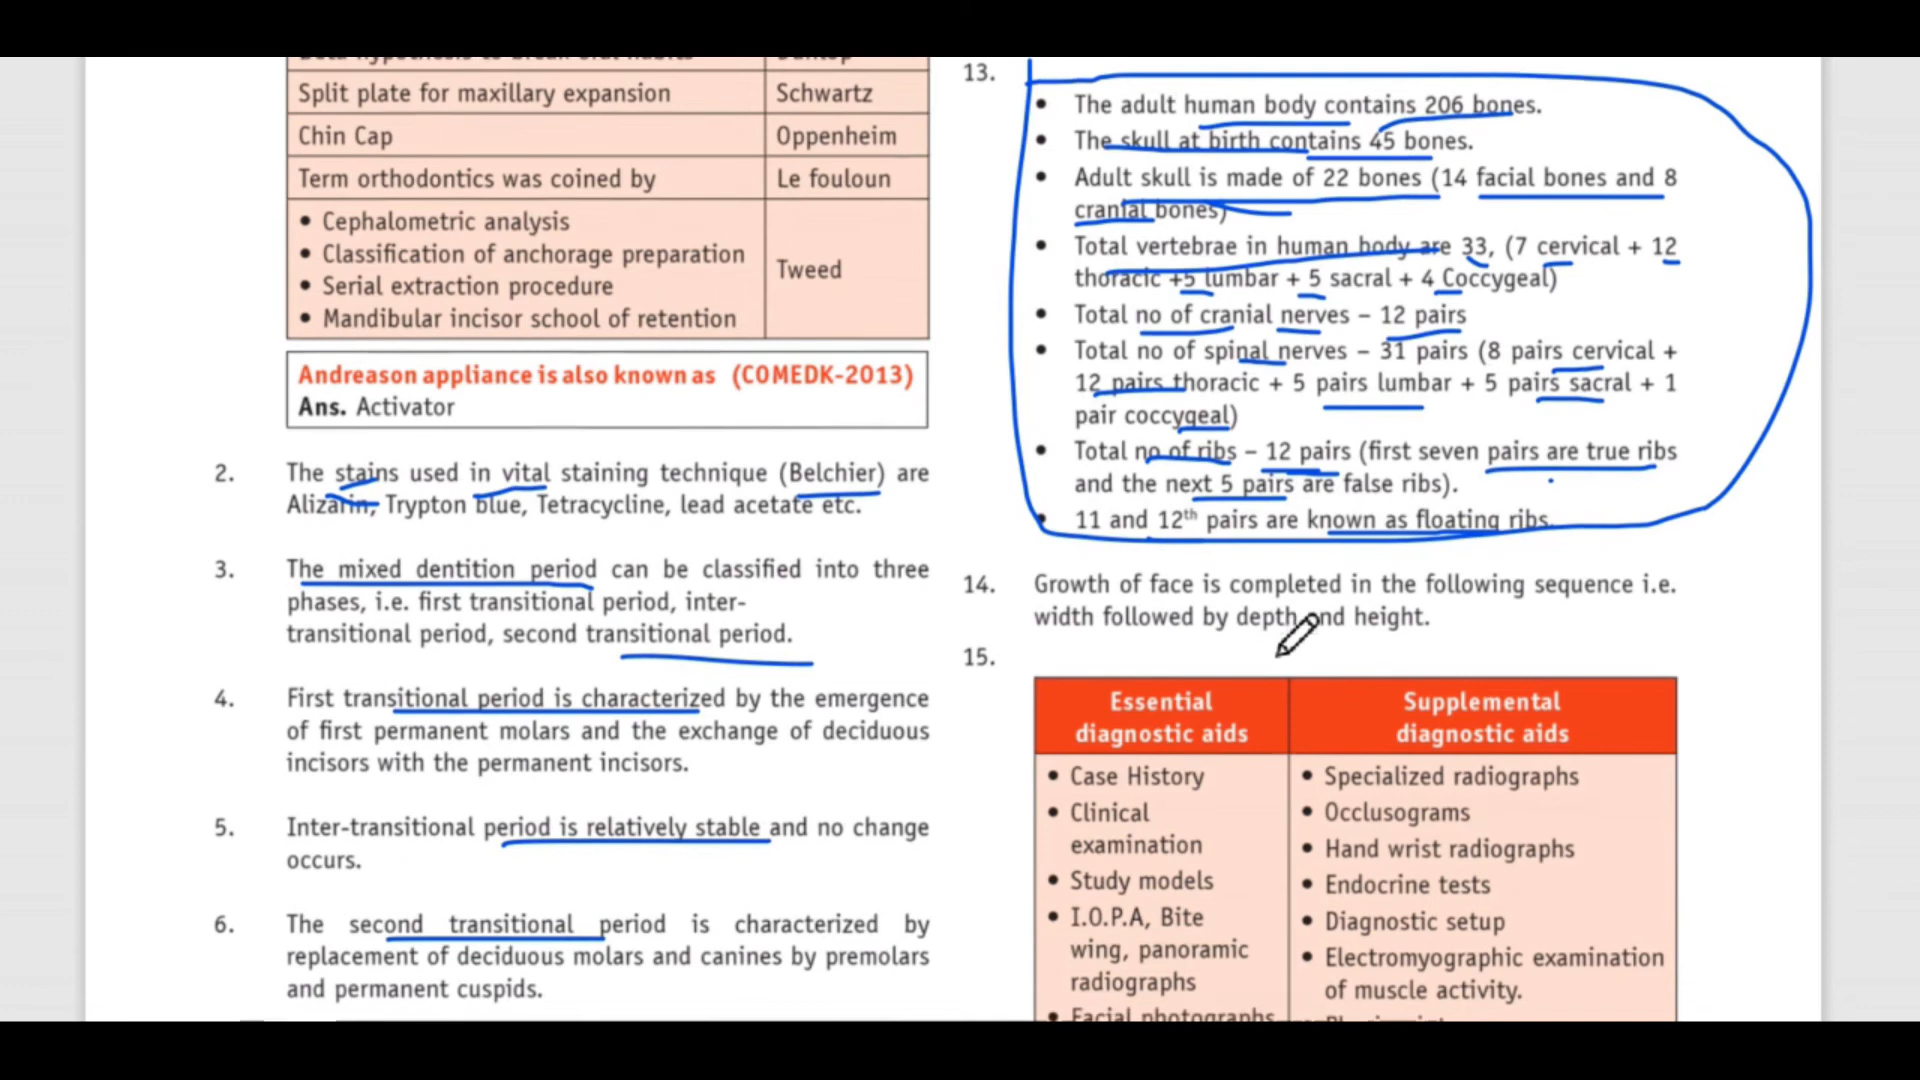 Split plate for maxillary expansion Schwartz
Chin Cap Oppenheim
Term orthodontics was coined by Le fouloun
• Cephalometric analysis
• Classification of anchorage preparation
• Serial extraction procedure
• Mandibular incisor school of retention
Tweed
Andreason appliance is also known as (COMEDK-2013)
Ans. Activator
2. The stains used in vital staining technique (Belchier) are
Alizarin, Trypton blue, Tetracycline, lead acetate etc.
3. The mixed dentition period can be classified into three
phases, i.e. first transitional period, inter-
transitional period, second transitional period.
4. First transitional period is characterized by the emergence
of first permanent molars and the exchange of deciduous
incisors with the permanent incisors.
5. Inter-transitional period is relatively stable and no change
occurs.
6. The second transitional period is characterized by
replacement of deciduous molars and canines by premolars
and permanent cuspids.
13.
• The adult human body contains 206 bones.
• The skull at birth contains 45 bones.
• Adult skull is made of 22 bones (14 facial bones and 8
cranial bones)
• Total vertebrae in human body are 33, (7 cervical + 12
thoracic +5 lumbar + 5 sacral + 4 Coccygeal)
• Total no of cranial nerves – 12 pairs
• Total no of spinal nerves – 31 pairs (8 pairs cervical +
12 pairs thoracic + 5 pairs lumbar + 5 pairs sacral + 1
pair coccygeal)
• Total no of ribs – 12 pairs (first seven pairs are true ribs
and the next 5 pairs are false ribs).
• 11 and 12th pairs are known as floating ribs.
14. Growth of face is completed in the following sequence i.e.
width followed by depth and height.
15.
Essential
diagnostic aids
• Case History
• Clinical
examination
• Study models
• I.O.P.A, Bite
wing, panoramic
radiographs
• Facial photographs
Supplemental
diagnostic aids
• Specialized radiographs
• Occlusograms
• Hand wrist radiographs
• Endocrine tests
• Diagnostic setup
• Electromyographic examination
of muscle activity.